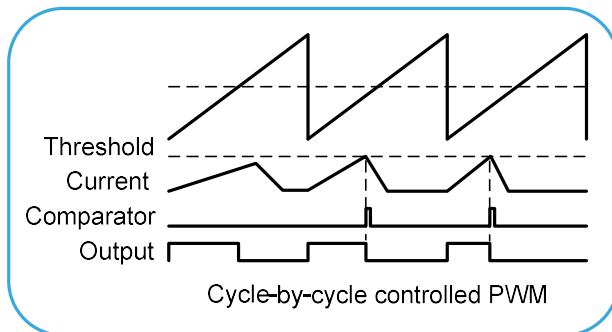 Threshold
Current
Comparator
Output
Cycle-by-cycle controlled PWM